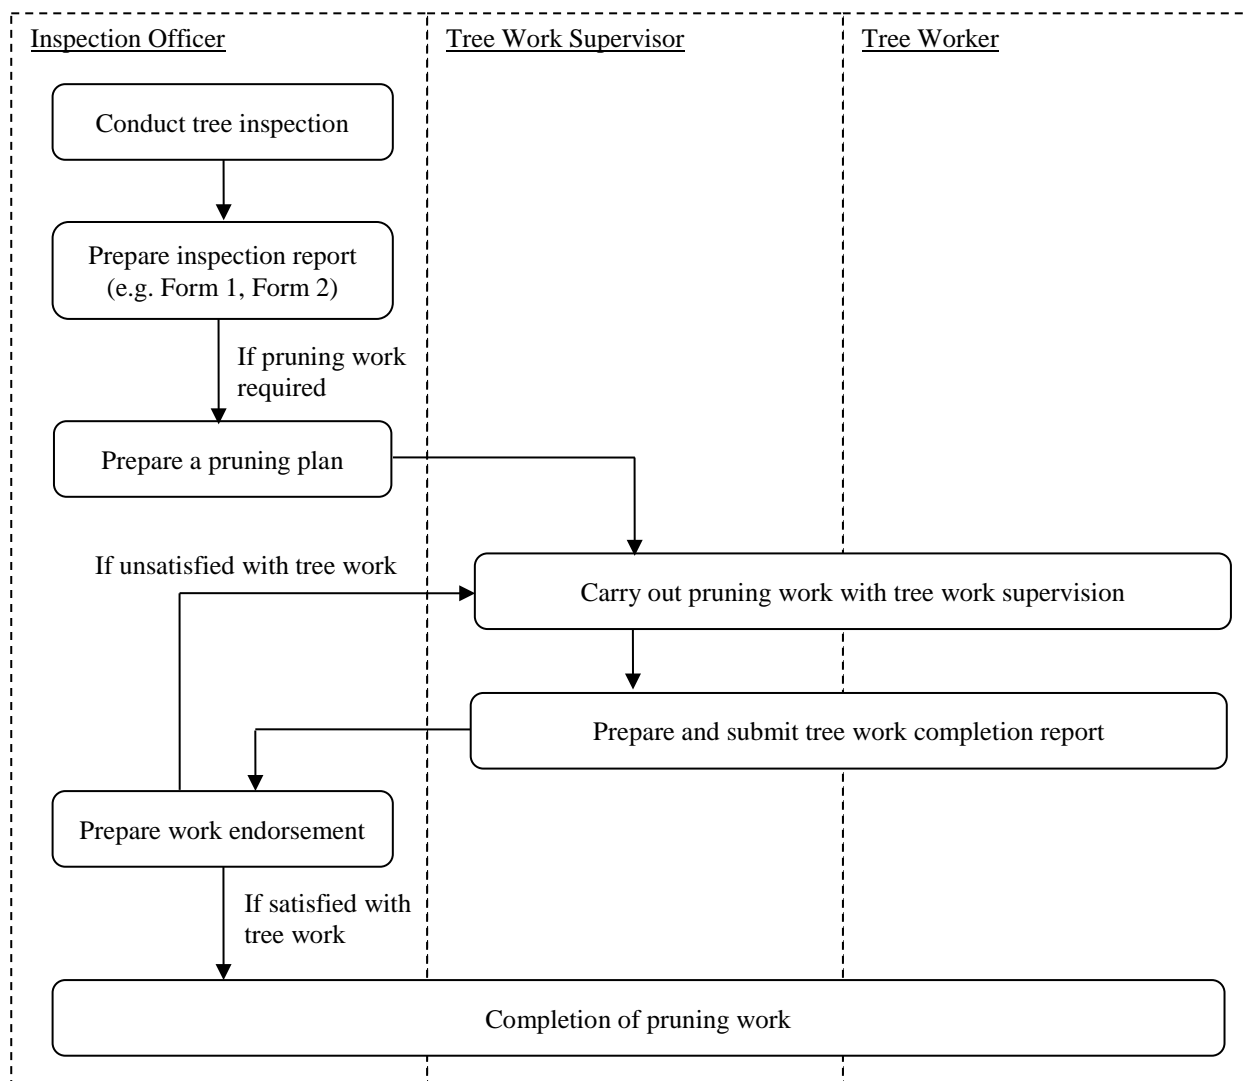 Inspection Officer
Tree Work Supervisor
Tree Worker
Conduct tree inspection
Prepare inspection report
(e.g. Form 1, Form 2)
If pruning work
required
Prepare a pruning plan
If unsatisfied with tree work
Carry out pruning work with tree work supervision
Prepare and submit tree work completion report
Prepare work endorsement
If satisfied with
tree work
Completion of pruning work